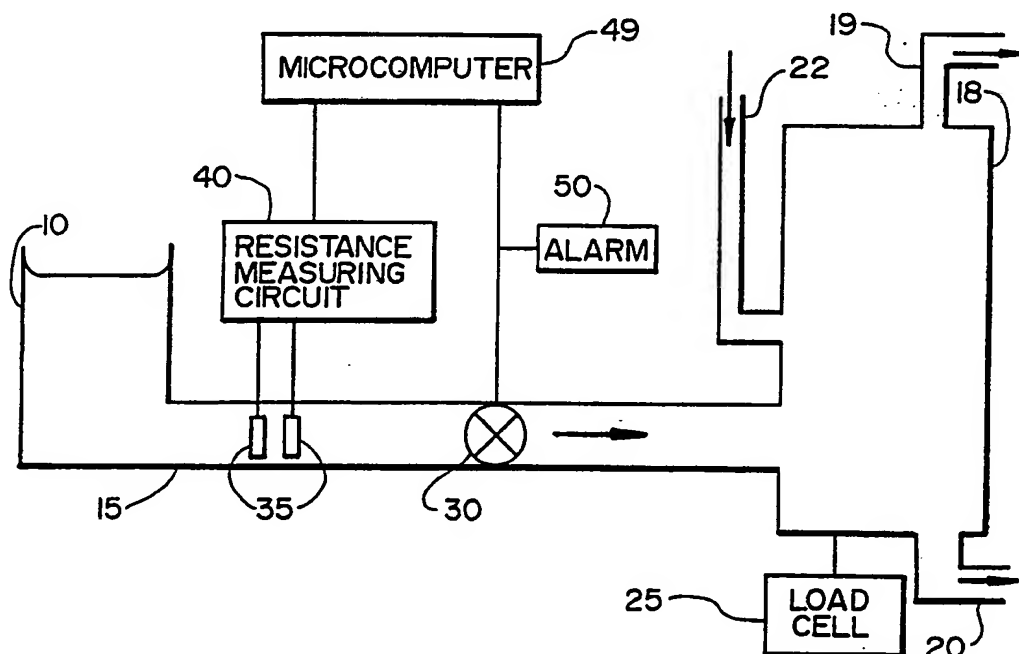 19
49
MICROCOMPUTER
22
18
50
40
10
RESISTANCE
MEASURING
CIRCUIT
ALARM
15
35
30
25
LOAD
CELL
20